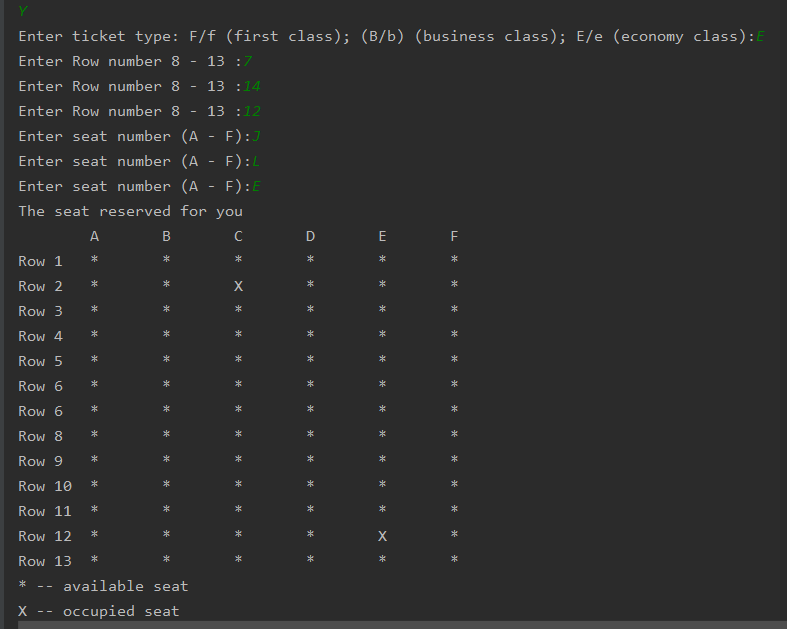 Y
Enter ticket type: F/f (first class); (B/b) (business class); E/e (economy class):E
Enter Row number 8 - 13 :7
Enter Row number 8 - 13 :14
Enter Row number 8 - 13 :12
Enter seat number (A - F):J
Enter seat number (A - F):L
Enter seat number (A - F):E
The seat reserved for you
        A       B       C       D       E       F
Row 1   *       *       *       *       *       *
Row 2   *       *       X       *       *       *
Row 3   *       *       *       *       *       *
Row 4   *       *       *       *       *       *
Row 5   *       *       *       *       *       *
Row 6   *       *       *       *       *       *
Row 6   *       *       *       *       *       *
Row 8   *       *       *       *       *       *
Row 9   *       *       *       *       *       *
Row 10  *       *       *       *       *       *
Row 11  *       *       *       *       *       *
Row 12  *       *       *       *       X       *
Row 13  *       *       *       *       *       *
* -- available seat
X -- occupied seat